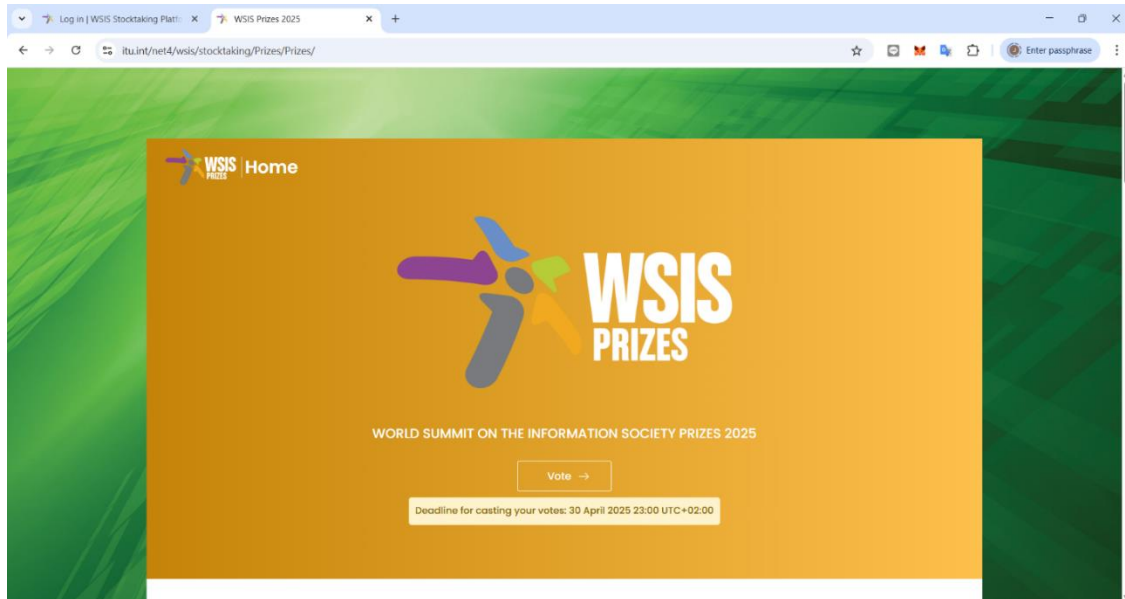 Log in | WSIS Stocktaking Platf
WSIS Prizes 2025
itu.int/net4/wsis/stocktaking/Prizes/Prizes/
Enter passphrase
WSIS PRIZES | Home
WSIS
PRIZES
WORLD SUMMIT ON THE INFORMATION SOCIETY PRIZES 2025
Vote →
Deadline for casting your votes: 30 April 2025 23:00 UTC+02:00